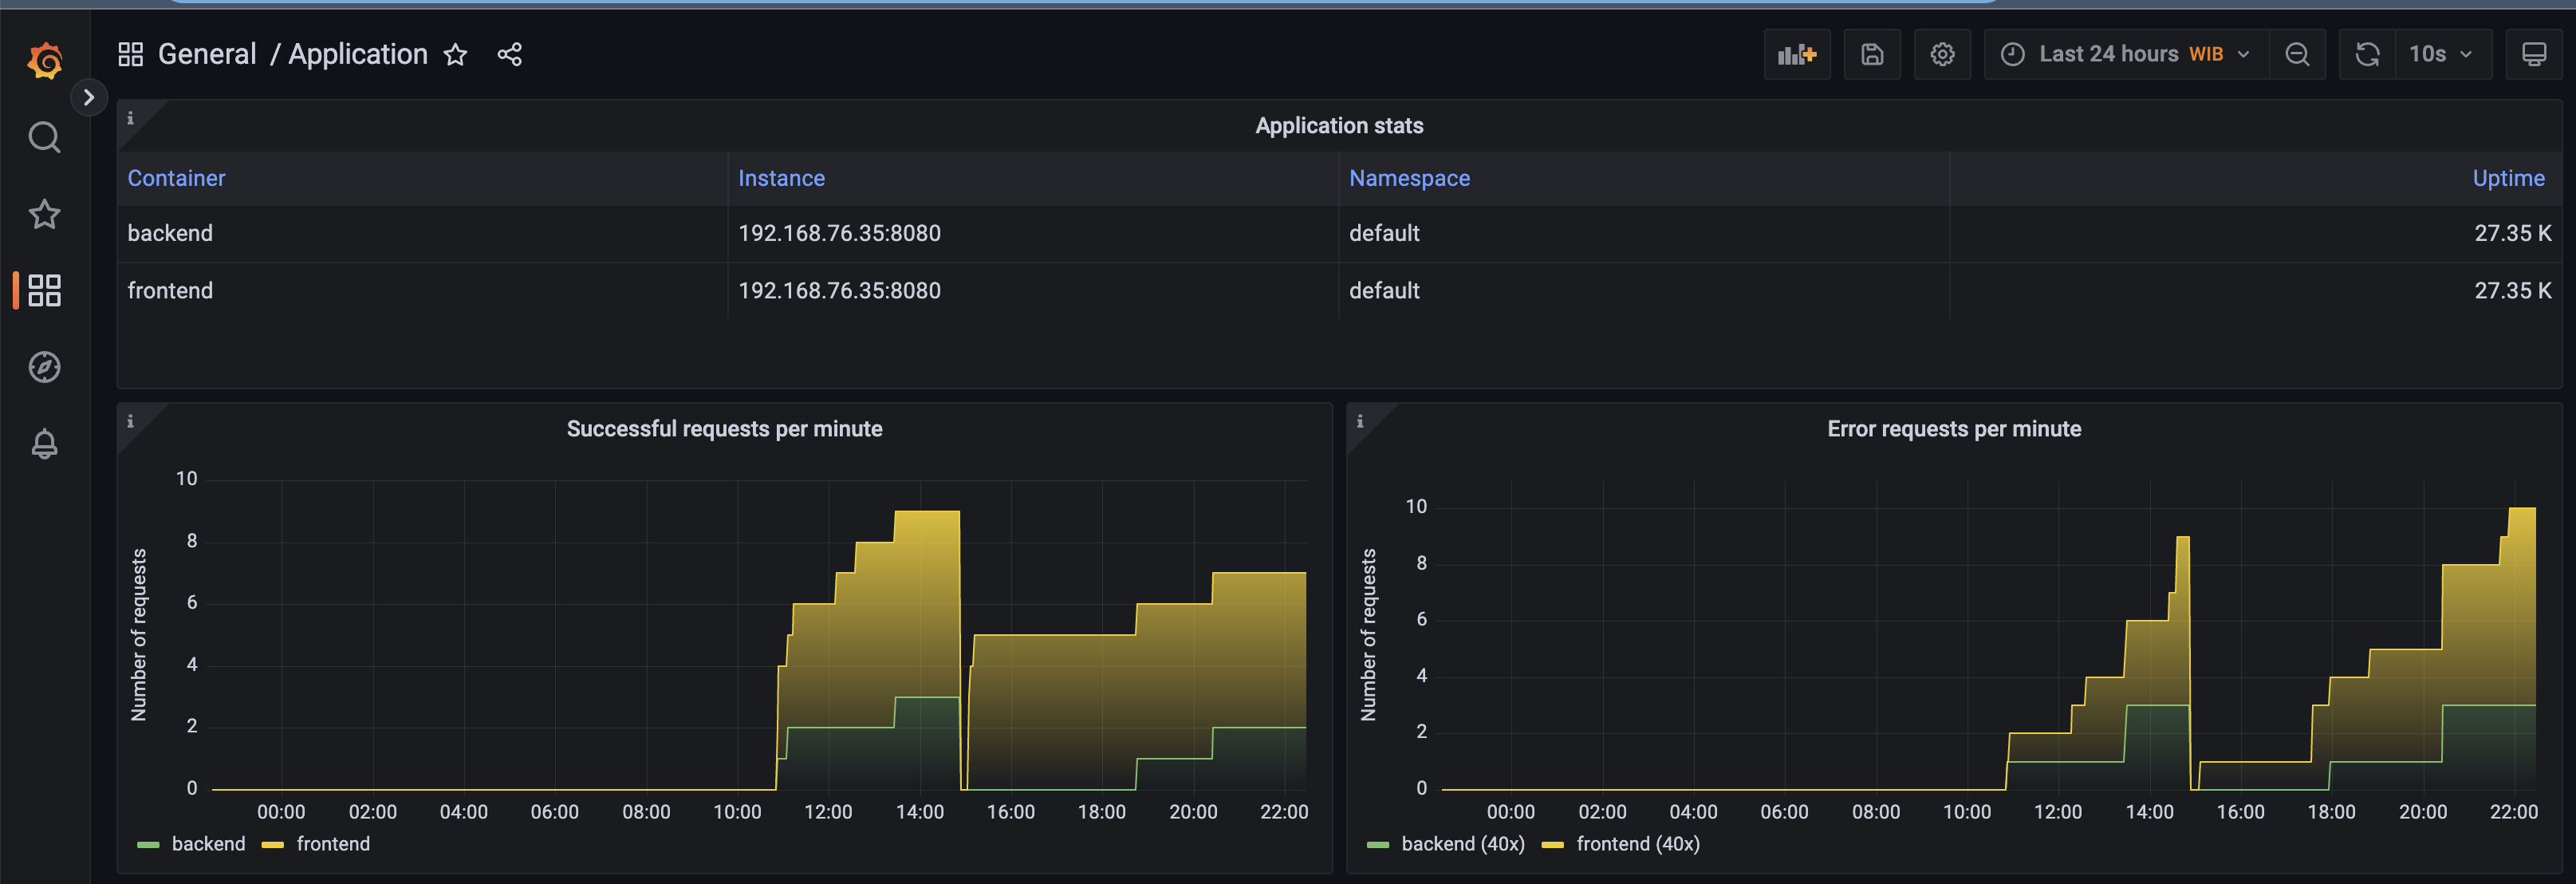 General / Application
Last 24 hours WIB
10s
i
Application stats
Container Instance Namespace Uptime
backend 192.168.76.35:8080 default 27.35 K
frontend 192.168.76.35:8080 default 27.35 K
i
Successful requests per minute
Number of requests
10
8
6
4
2
0
00:00 02:00 04:00 06:00 08:00 10:00 12:00 14:00 16:00 18:00 20:00 22:00
backend frontend
i
Error requests per minute
Number of requests
10
8
6
4
2
0
00:00 02:00 04:00 06:00 08:00 10:00 12:00 14:00 16:00 18:00 20:00 22:00
backend (40x) frontend (40x)